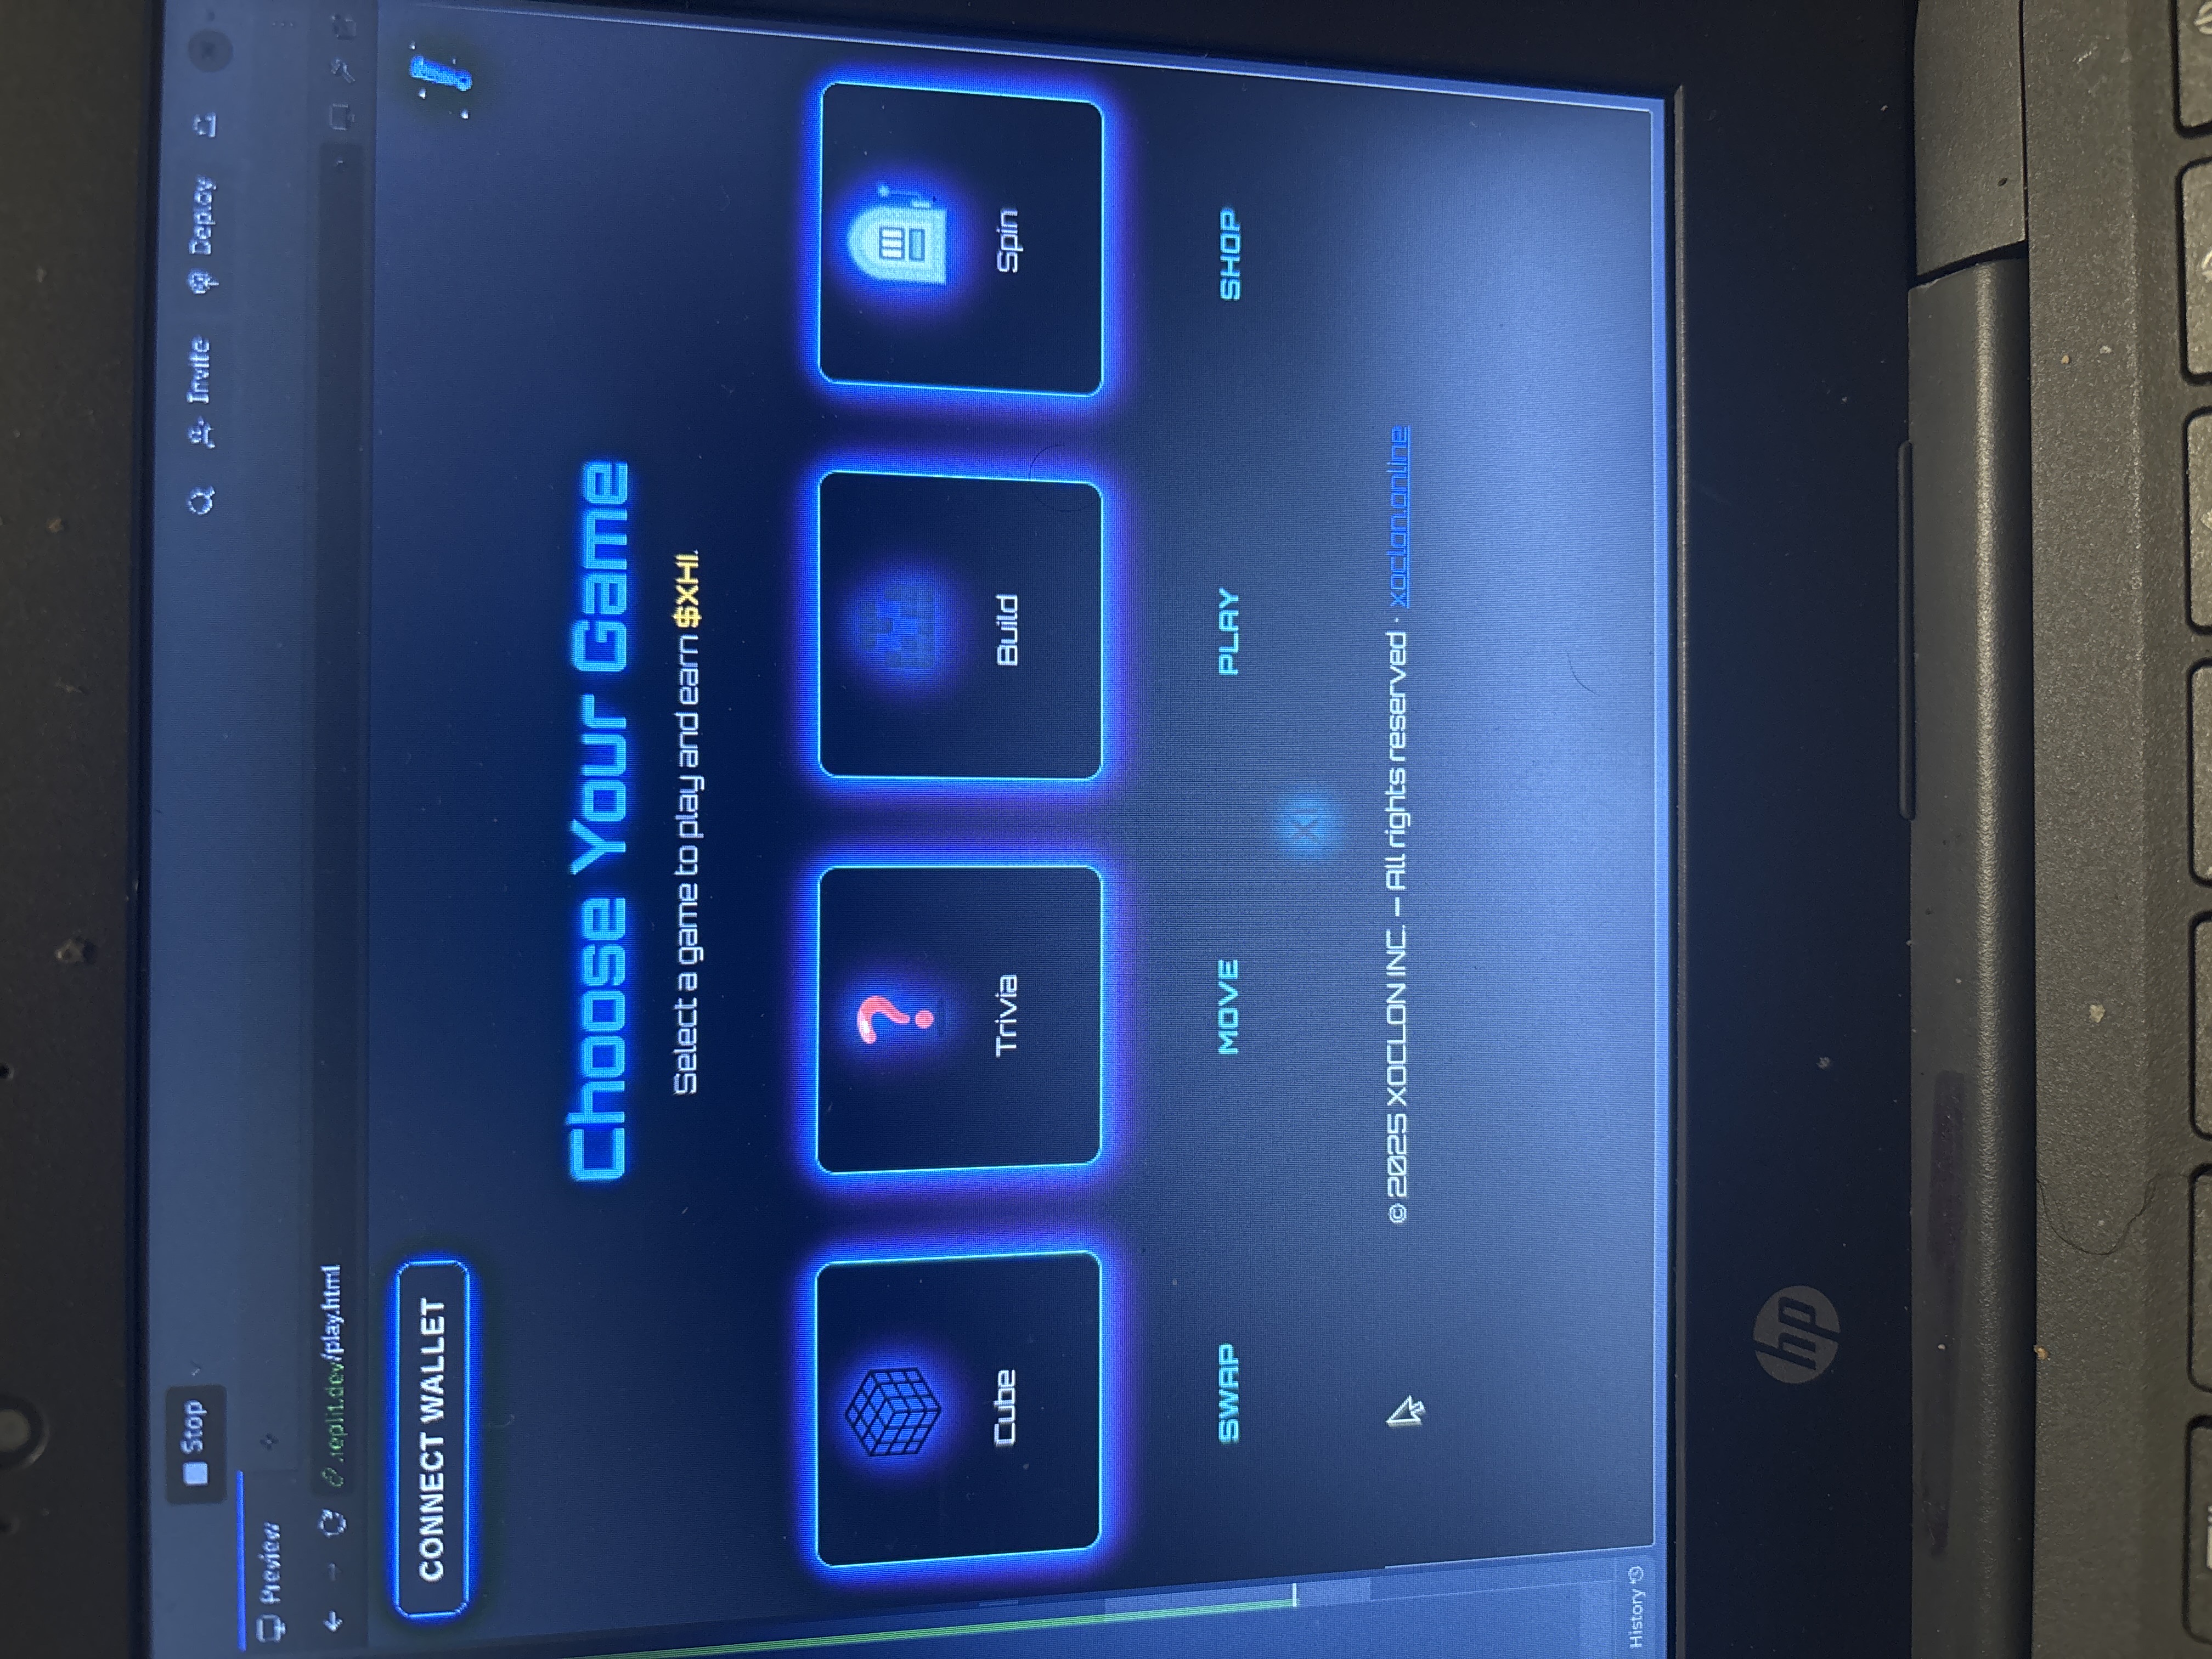 Stop
Invite
Deploy
Preview
.replit.dev/play.html
CONNECT WALLET
Choose Your Game
Select a game to play and earn $XHI.
Cube
Trivia
Build
Spin
SWAP
MOVE
PLAY
SHOP
© 2025 XOCLON INC. — All rights reserved · xoclon.online
History
hp